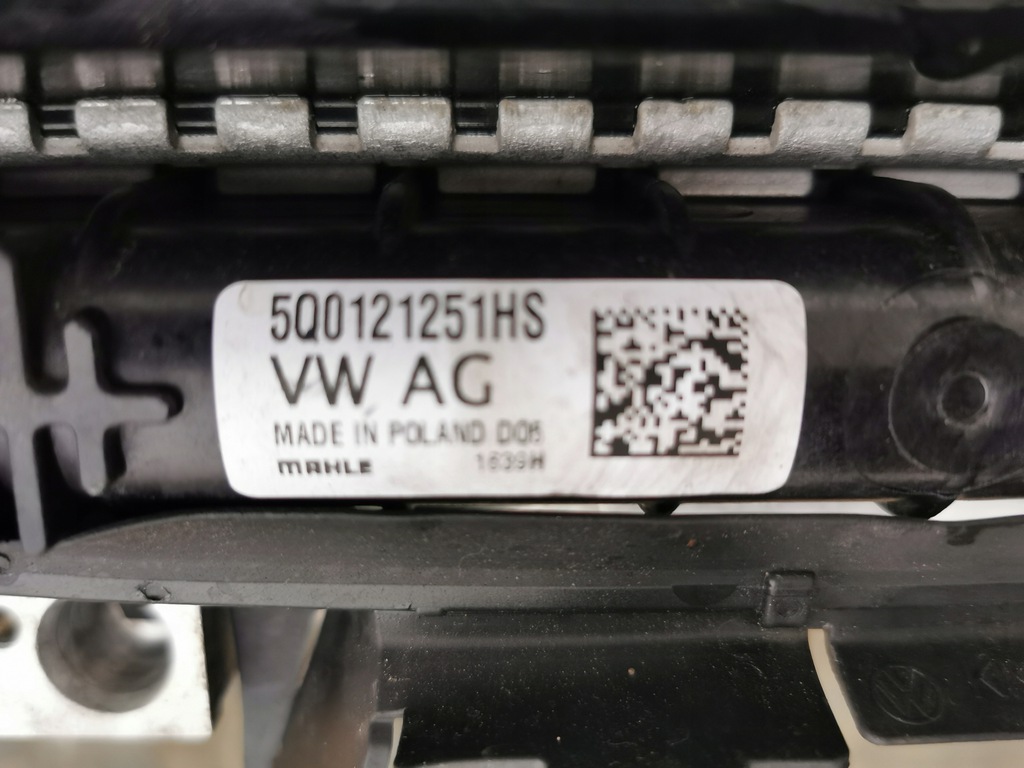 5Q0121251HS
VW AG
MADE IN POLAND D06
MAHLE 1639H